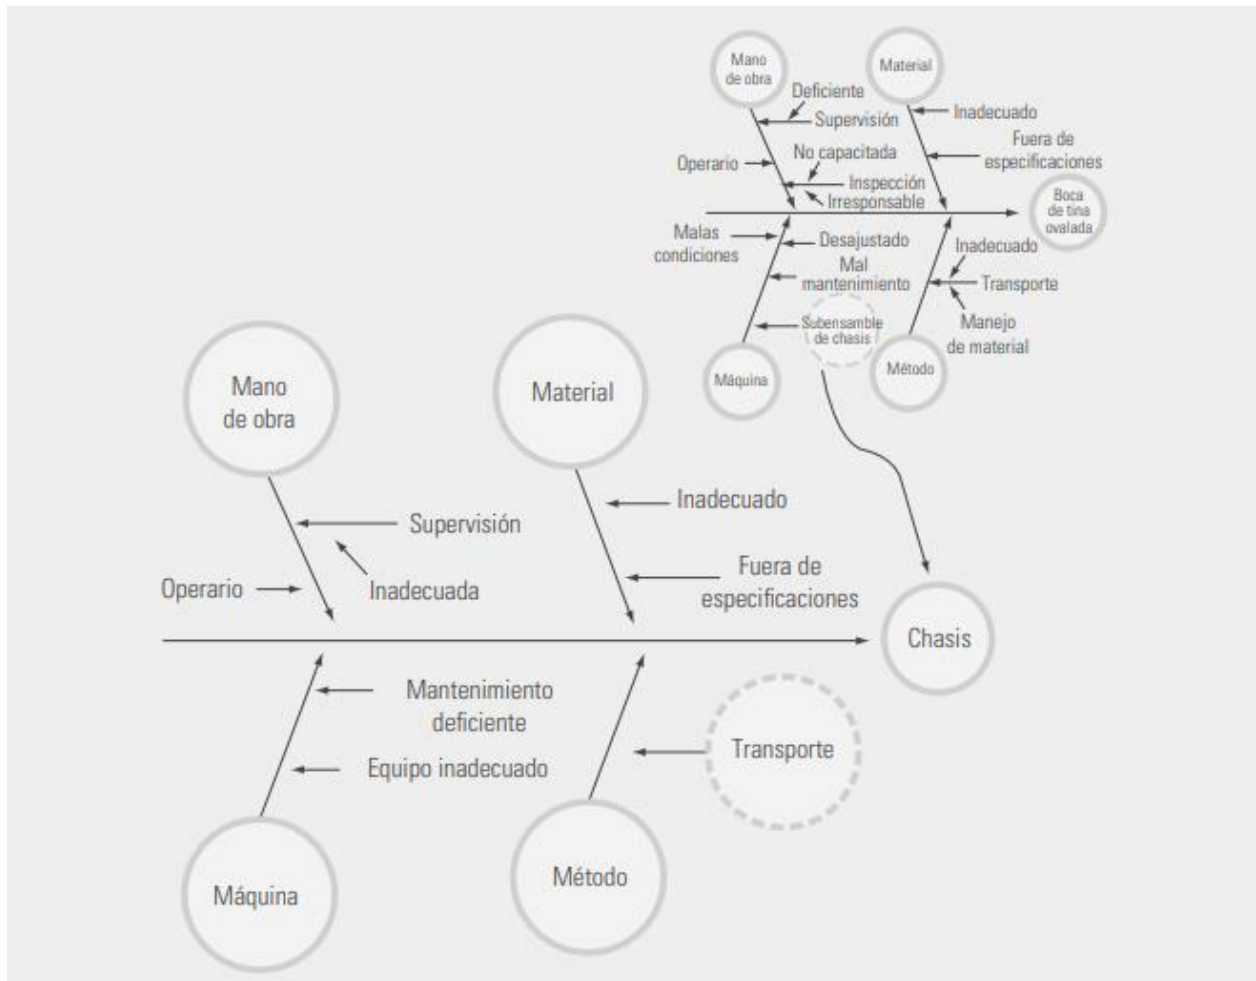 Mano
de obra
Material
Deficiente
Supervisión
Inadecuado
Fuera de
especificaciones
Operario
No capacitada
Inspección
Irresponsable
Boca
de tina
ovalada
Malas
condiciones
Desajustado
Mal
mantenimiento
Subensamble
de chasis
Máquina
Inadecuado
Transporte
Manejo
de material
Método
Mano
de obra
Material
Supervisión
Inadecuada
Operario
Inadecuado
Fuera de
especificaciones
Chasis
Mantenimiento
deficiente
Equipo inadecuado
Transporte
Máquina
Método